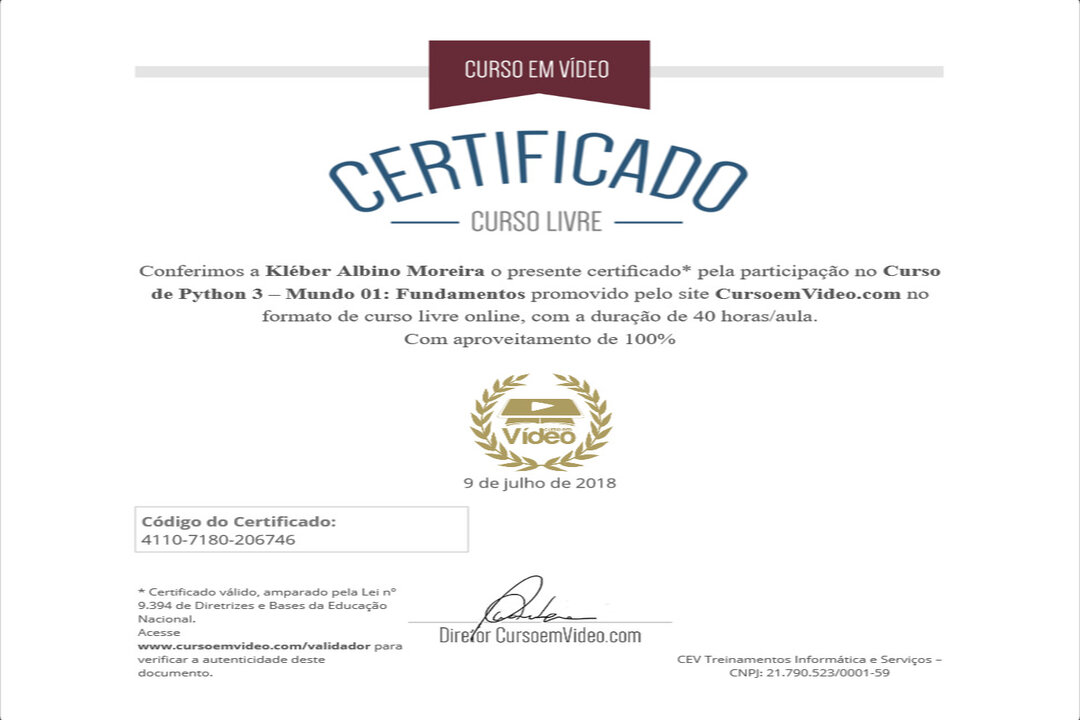 CURSO EM VÍDEO
CERTIFICADO
CURSO LIVRE
Conferimos a Kléber Albino Moreira o presente certificado* pela participação no Curso
de Python 3 – Mundo 01: Fundamentos promovido pelo site CursoemVideo.com no
formato de curso livre online, com a duração de 40 horas/aula.
Com aproveitamento de 100%
Vídeo
9 de julho de 2018
Código do Certificado:
4110-7180-206746
* Certificado válido, amparado pela Lei nº
9.394 de Diretrizes e Bases da Educação
Nacional.
Acesse
www.cursoemvideo.com/validador para
verificar a autenticidade deste
documento.
Diretor CursoemVideo.com
CEV Treinamentos Informática e Serviços –
CNPJ: 21.790.523/0001-59